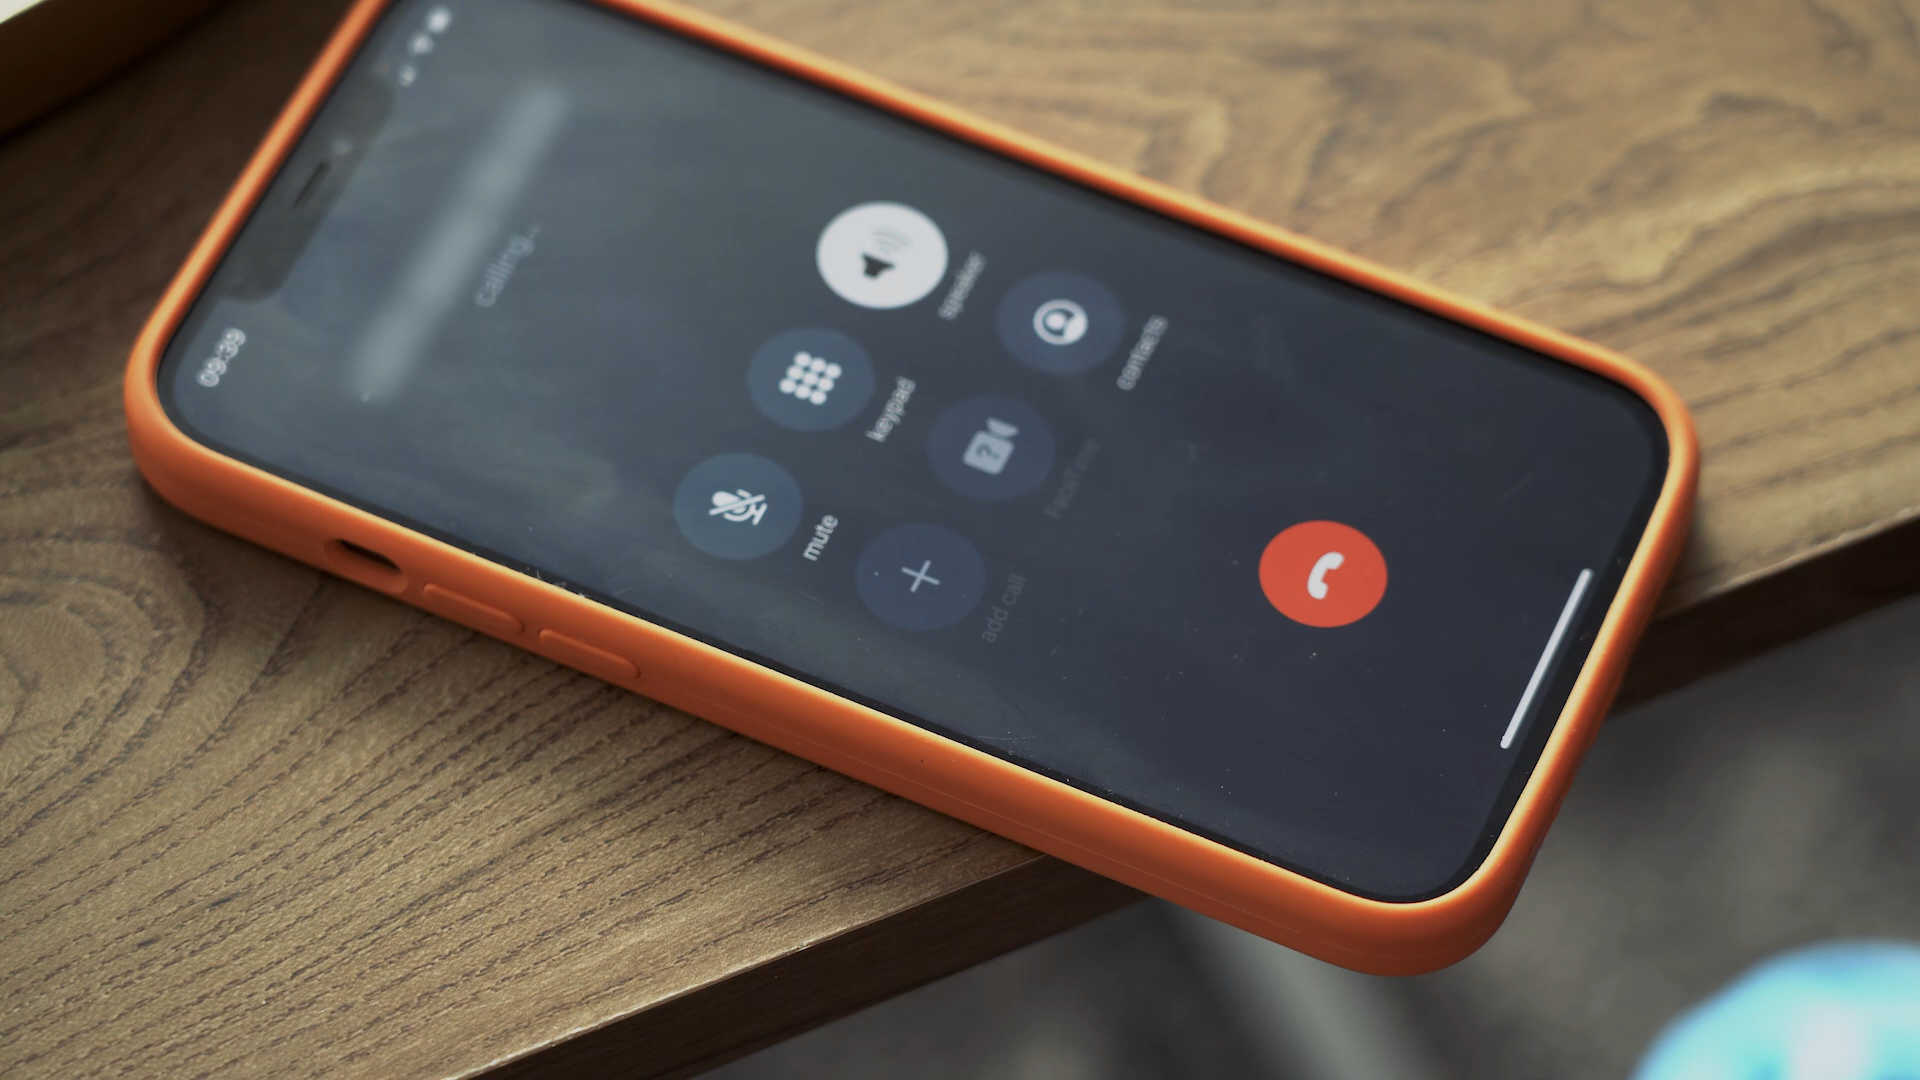 09:39
calling...
mute
keypad
speaker
add call
FaceTime
contacts